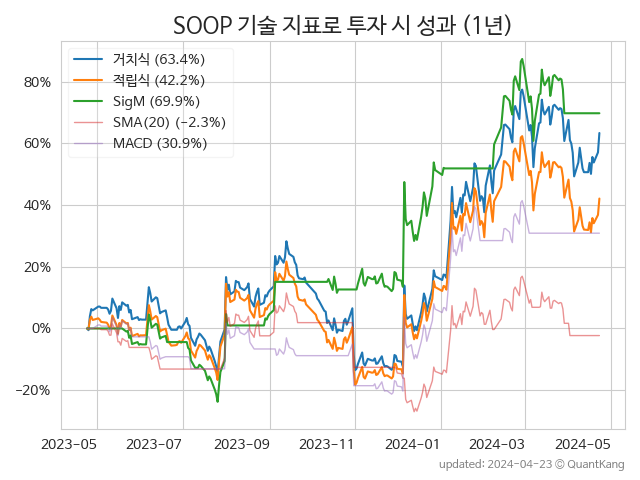 SOOP 기술 지표로 투자 시 성과 (1년)
거치식 (63.4%)
적립식 (42.2%)
SigM (69.9%)
SMA(20) (−2.3%)
MACD (30.9%)
80%
60%
40%
20%
0%
−20%
2023-05 2023-07 2023-09 2023-11 2024-01 2024-03 2024-05
updated: 2024-04-23 © QuantKang